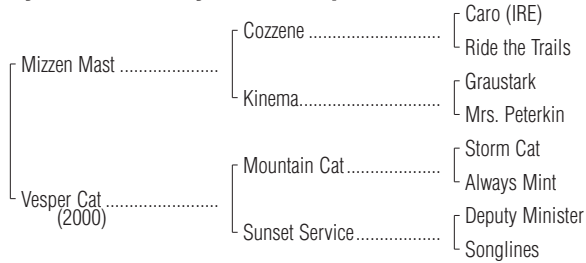 Caro (IRE)
Cozzene ....................
Ride the Trails
Mizzen Mast ....................
Graustark
Kinema....................
Mrs. Peterkin
Storm Cat
Mountain Cat....................
Always Mint
Vesper Cat ....................
(2000)
Deputy Minister
Sunset Service....................
Songlines